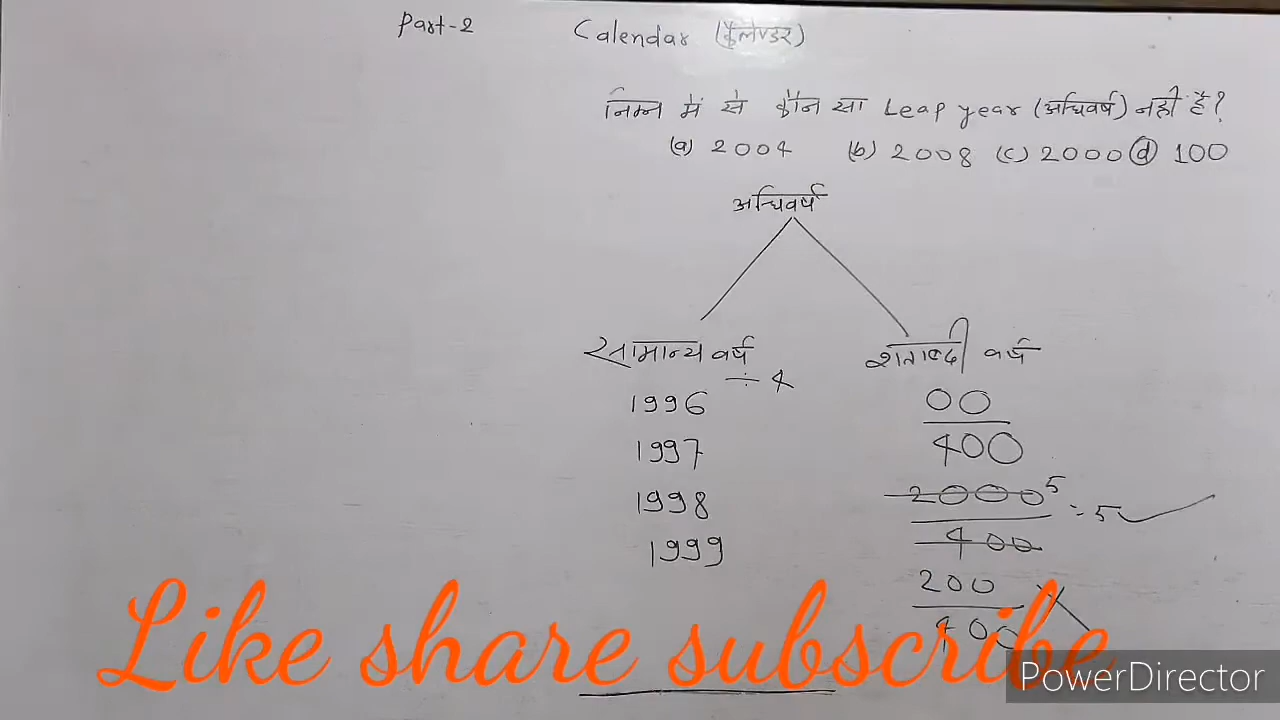 Part-2 Calendar (कैलेण्डर)
निम्न में से कौन सा Leap year (अधिवर्ष) नही है?
(a) 2004 (b) 2008 (c) 2000 (d) 100
अधिवर्ष
सामान्य वर्ष शताब्दी वर्ष
÷ 4
1996
1997
1998
1999
00
400
2000 5
400
= 5 ✓
200
400
Like share subscribe
PowerDirector